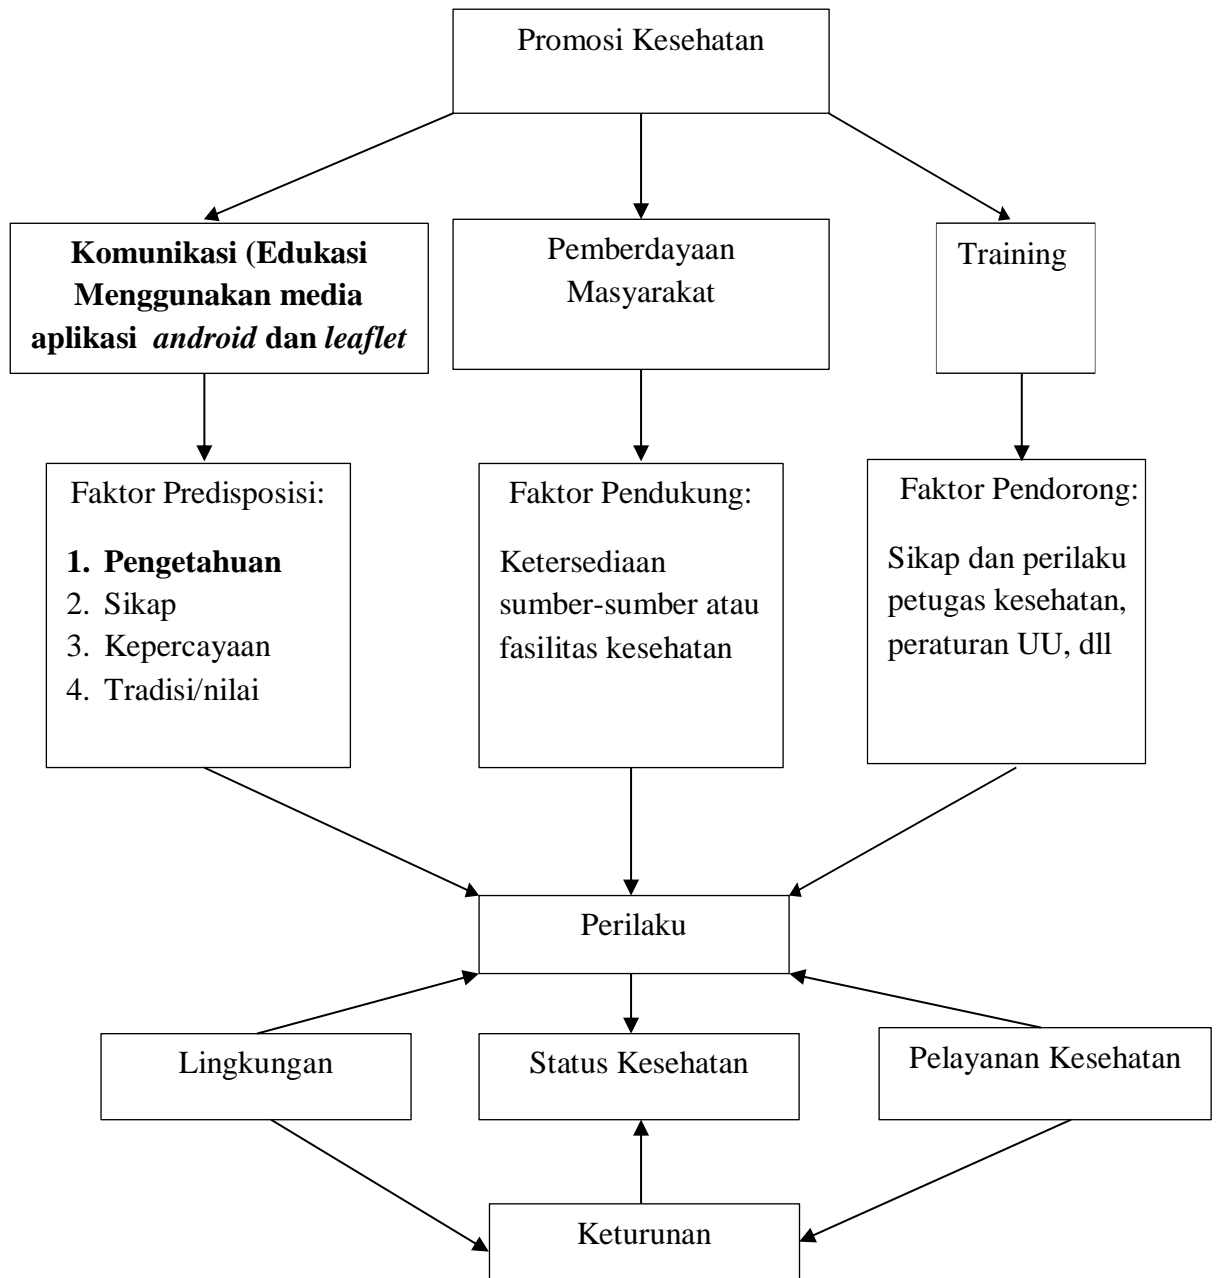 Promosi Kesehatan
Komunikasi (Edukasi
Menggunakan media
aplikasi android dan leaflet
Pemberdayaan
Masyarakat
Training
Faktor Predisposisi:
1. Pengetahuan
2. Sikap
3. Kepercayaan
4. Tradisi/nilai
Faktor Pendukung:
Ketersediaan
sumber-sumber atau
fasilitas kesehatan
Faktor Pendorong:
Sikap dan perilaku
petugas kesehatan,
peraturan UU, dll
Perilaku
Lingkungan
Status Kesehatan
Pelayanan Kesehatan
Keturunan